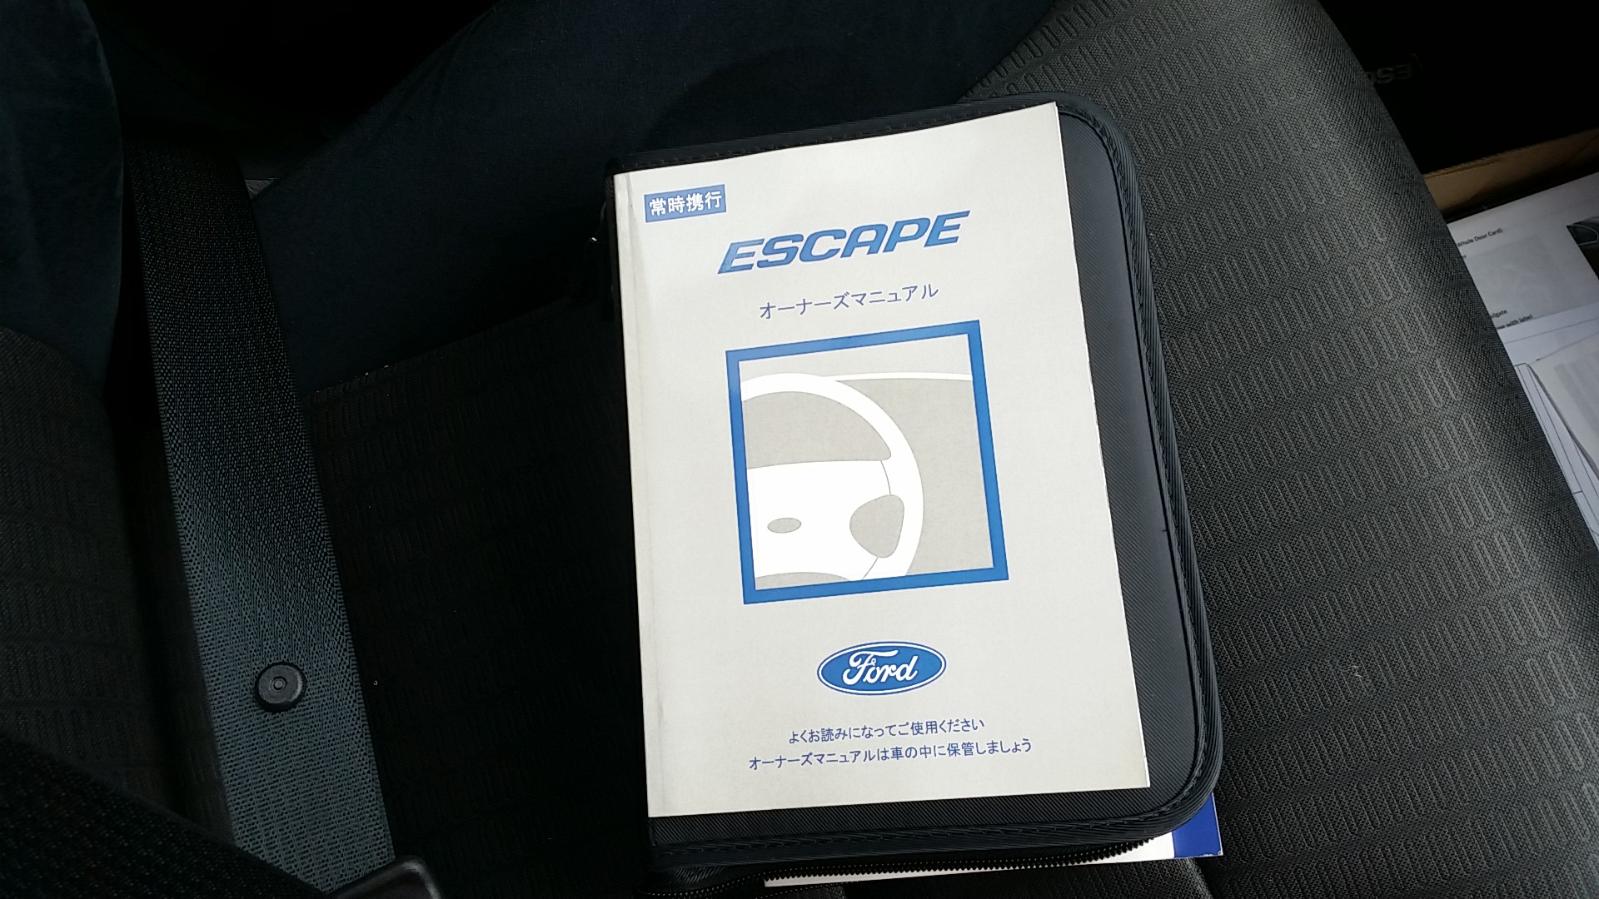 常時携行
ESCAPE
オーナーズマニュアル
Ford
よくお読みになってご使用ください
オーナーズマニュアルは車の中に保管しましょう
Door Card)